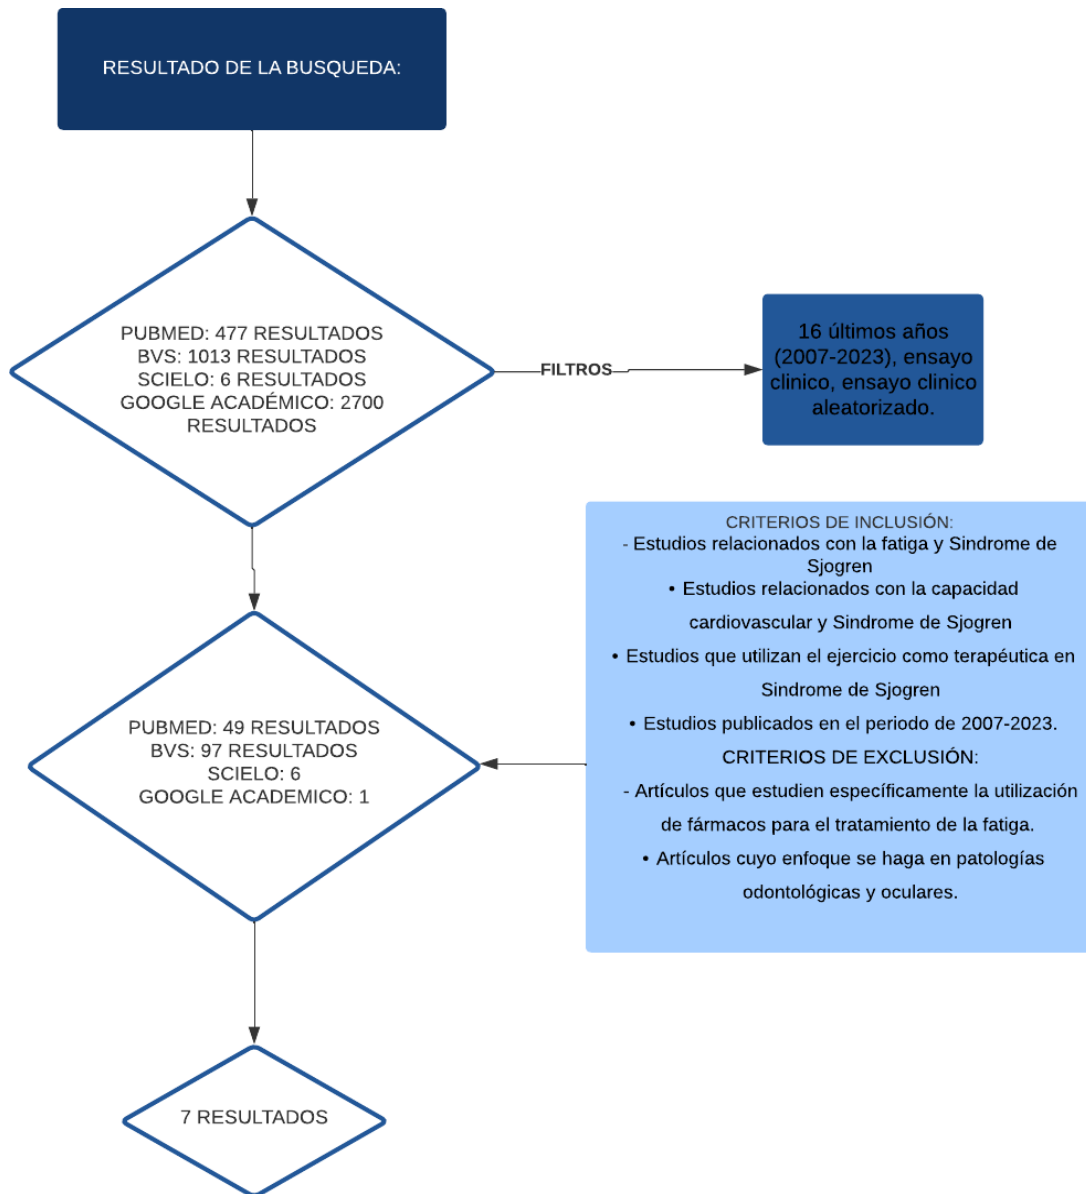 RESULTADO DE LA BUSQUEDA:
PUBMED: 477 RESULTADOS
BVS: 1013 RESULTADOS
SCIELO: 6 RESULTADOS
GOOGLE ACADÉMICO: 2700
RESULTADOS
FILTROS
16 últimos años
(2007-2023), ensayo
clinico, ensayo clinico
aleatorizado.
CRITERIOS DE INCLUSIÓN:
- Estudios relacionados con la fatiga y Sindrome de
Sjogren
• Estudios relacionados con la capacidad
cardiovascular y Sindrome de Sjogren
• Estudios que utilizan el ejercicio como terapéutica en
Sindrome de Sjogren
• Estudios publicados en el periodo de 2007-2023.
CRITERIOS DE EXCLUSIÓN:
- Artículos que estudien específicamente la utilización
de fármacos para el tratamiento de la fatiga.
• Artículos cuyo enfoque se haga en patologías
odontológicas y oculares.
PUBMED: 49 RESULTADOS
BVS: 97 RESULTADOS
SCIELO: 6
GOOGLE ACADEMICO: 1
7 RESULTADOS